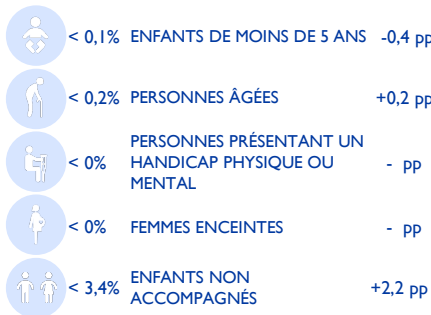 < 0,1% ENFANTS DE MOINS DE 5 ANS -0,4 pp
< 0,2% PERSONNES ÂGÉES +0,2 pp
PERSONNES PRÉSENTANT UN
< 0% HANDICAP PHYSIQUE OU - pp
MENTAL
< 0% FEMMES ENCEINTES - pp
< 3,4% ENFANTS NON +2,2 pp
ACCOMPAGNÉS